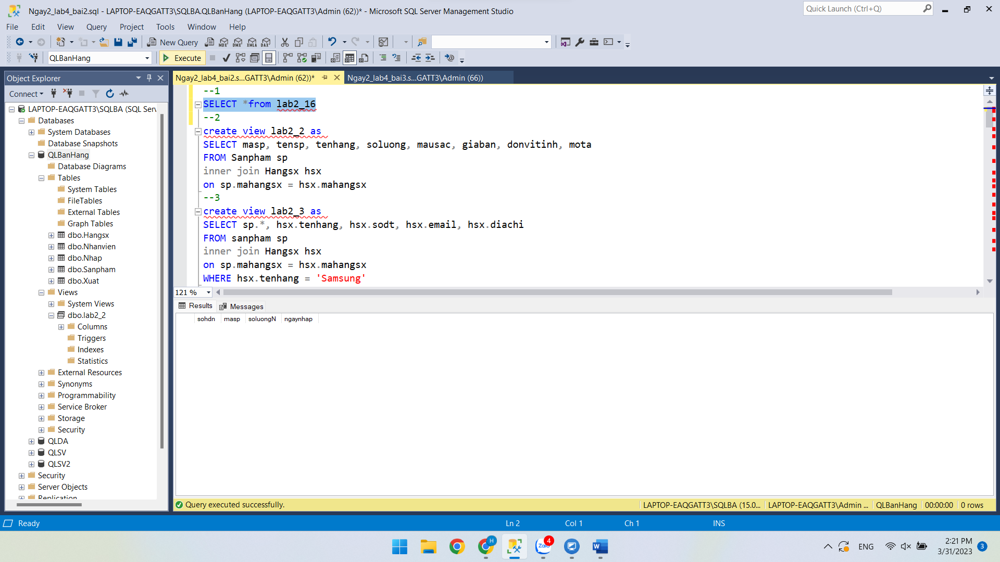 Ngay2_lab4_bai2.sql - LAPTOP-EAQGATT3\SQLBA.QLBanHang (LAPTOP-EAQGATT3\Admin (62))* - Microsoft SQL Server Management Studio
Quick Launch (Ctrl+Q)
File Edit View Query Project Tools Window Help
New Query
MDX DMX XMLA DAX
QLBanHang
Execute
Object Explorer
Connect
LAPTOP-EAQGATT3\SQLBA (SQL Serv
Databases
System Databases
Database Snapshots
QLBanHang
Database Diagrams
Tables
System Tables
FileTables
External Tables
Graph Tables
dbo.Hangsx
dbo.Nhanvien
dbo.Nhap
dbo.Sanpham
dbo.Xuat
Views
System Views
dbo.lab2_2
Columns
Triggers
Indexes
Statistics
External Resources
Synonyms
Programmability
Service Broker
Storage
Security
QLDA
QLSV
QLSV2
Security
Server Objects
Replication
Ngay2_lab4_bai2.s...GATT3\Admin (62))*
Ngay2_lab4_bai3.s...GATT3\Admin (66))
--1
SELECT *from lab2_16
--2
create view lab2_2 as
SELECT masp, tensp, tenhang, soluong, mausac, giaban, donvitinh, mota
FROM Sanpham sp
inner join Hangsx hsx
on sp.mahangsx = hsx.mahangsx
--3
create view lab2_3 as
SELECT sp.*, hsx.tenhang, hsx.sodt, hsx.email, hsx.diachi
FROM sanpham sp
inner join Hangsx hsx
on sp.mahangsx = hsx.mahangsx
WHERE hsx.tenhang = 'Samsung'
121 %
Results Messages
sohdn masp soluongN ngaynhap
Query executed successfully.
LAPTOP-EAQGATT3\SQLBA (15.0... LAPTOP-EAQGATT3\Admin ... QLBanHang 00:00:00 0 rows
Ready
Ln 2 Col 1 Ch 1 INS
H
Zalo
4
ENG
2:21 PM
3/31/2023
3